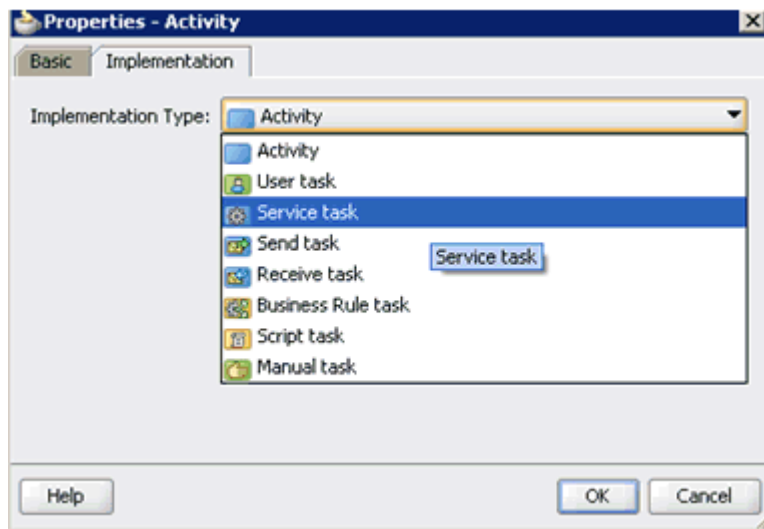 Properties - Activity
Basic Implementation
Implementation Type: Activity
Activity
User task
Service task
Send task
Service task
Receive task
Business Rule task
Script task
Manual task
Help OK Cancel